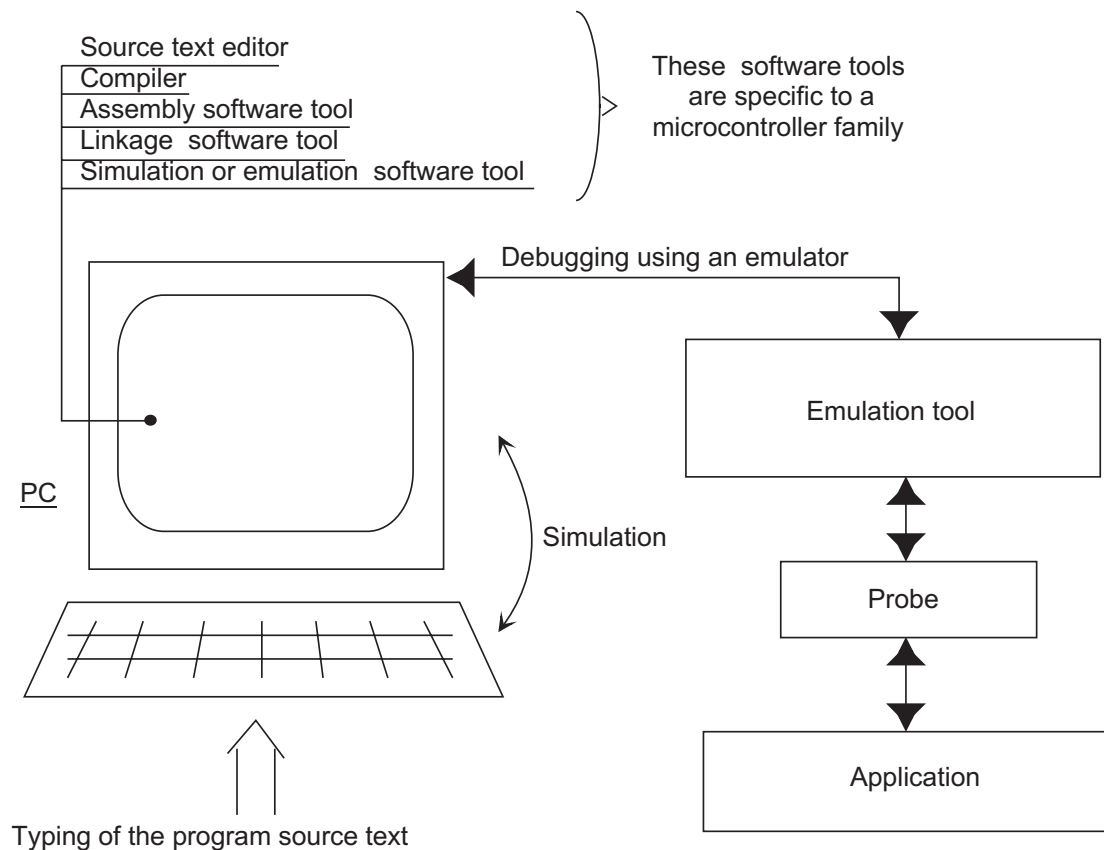 Source text editor
Compiler
Assembly software tool
Linkage software tool
Simulation or emulation software tool
These software tools
are specific to a
microcontroller family
Debugging using an emulator
Emulation tool
PC
Simulation
Probe
Application
Typing of the program source text